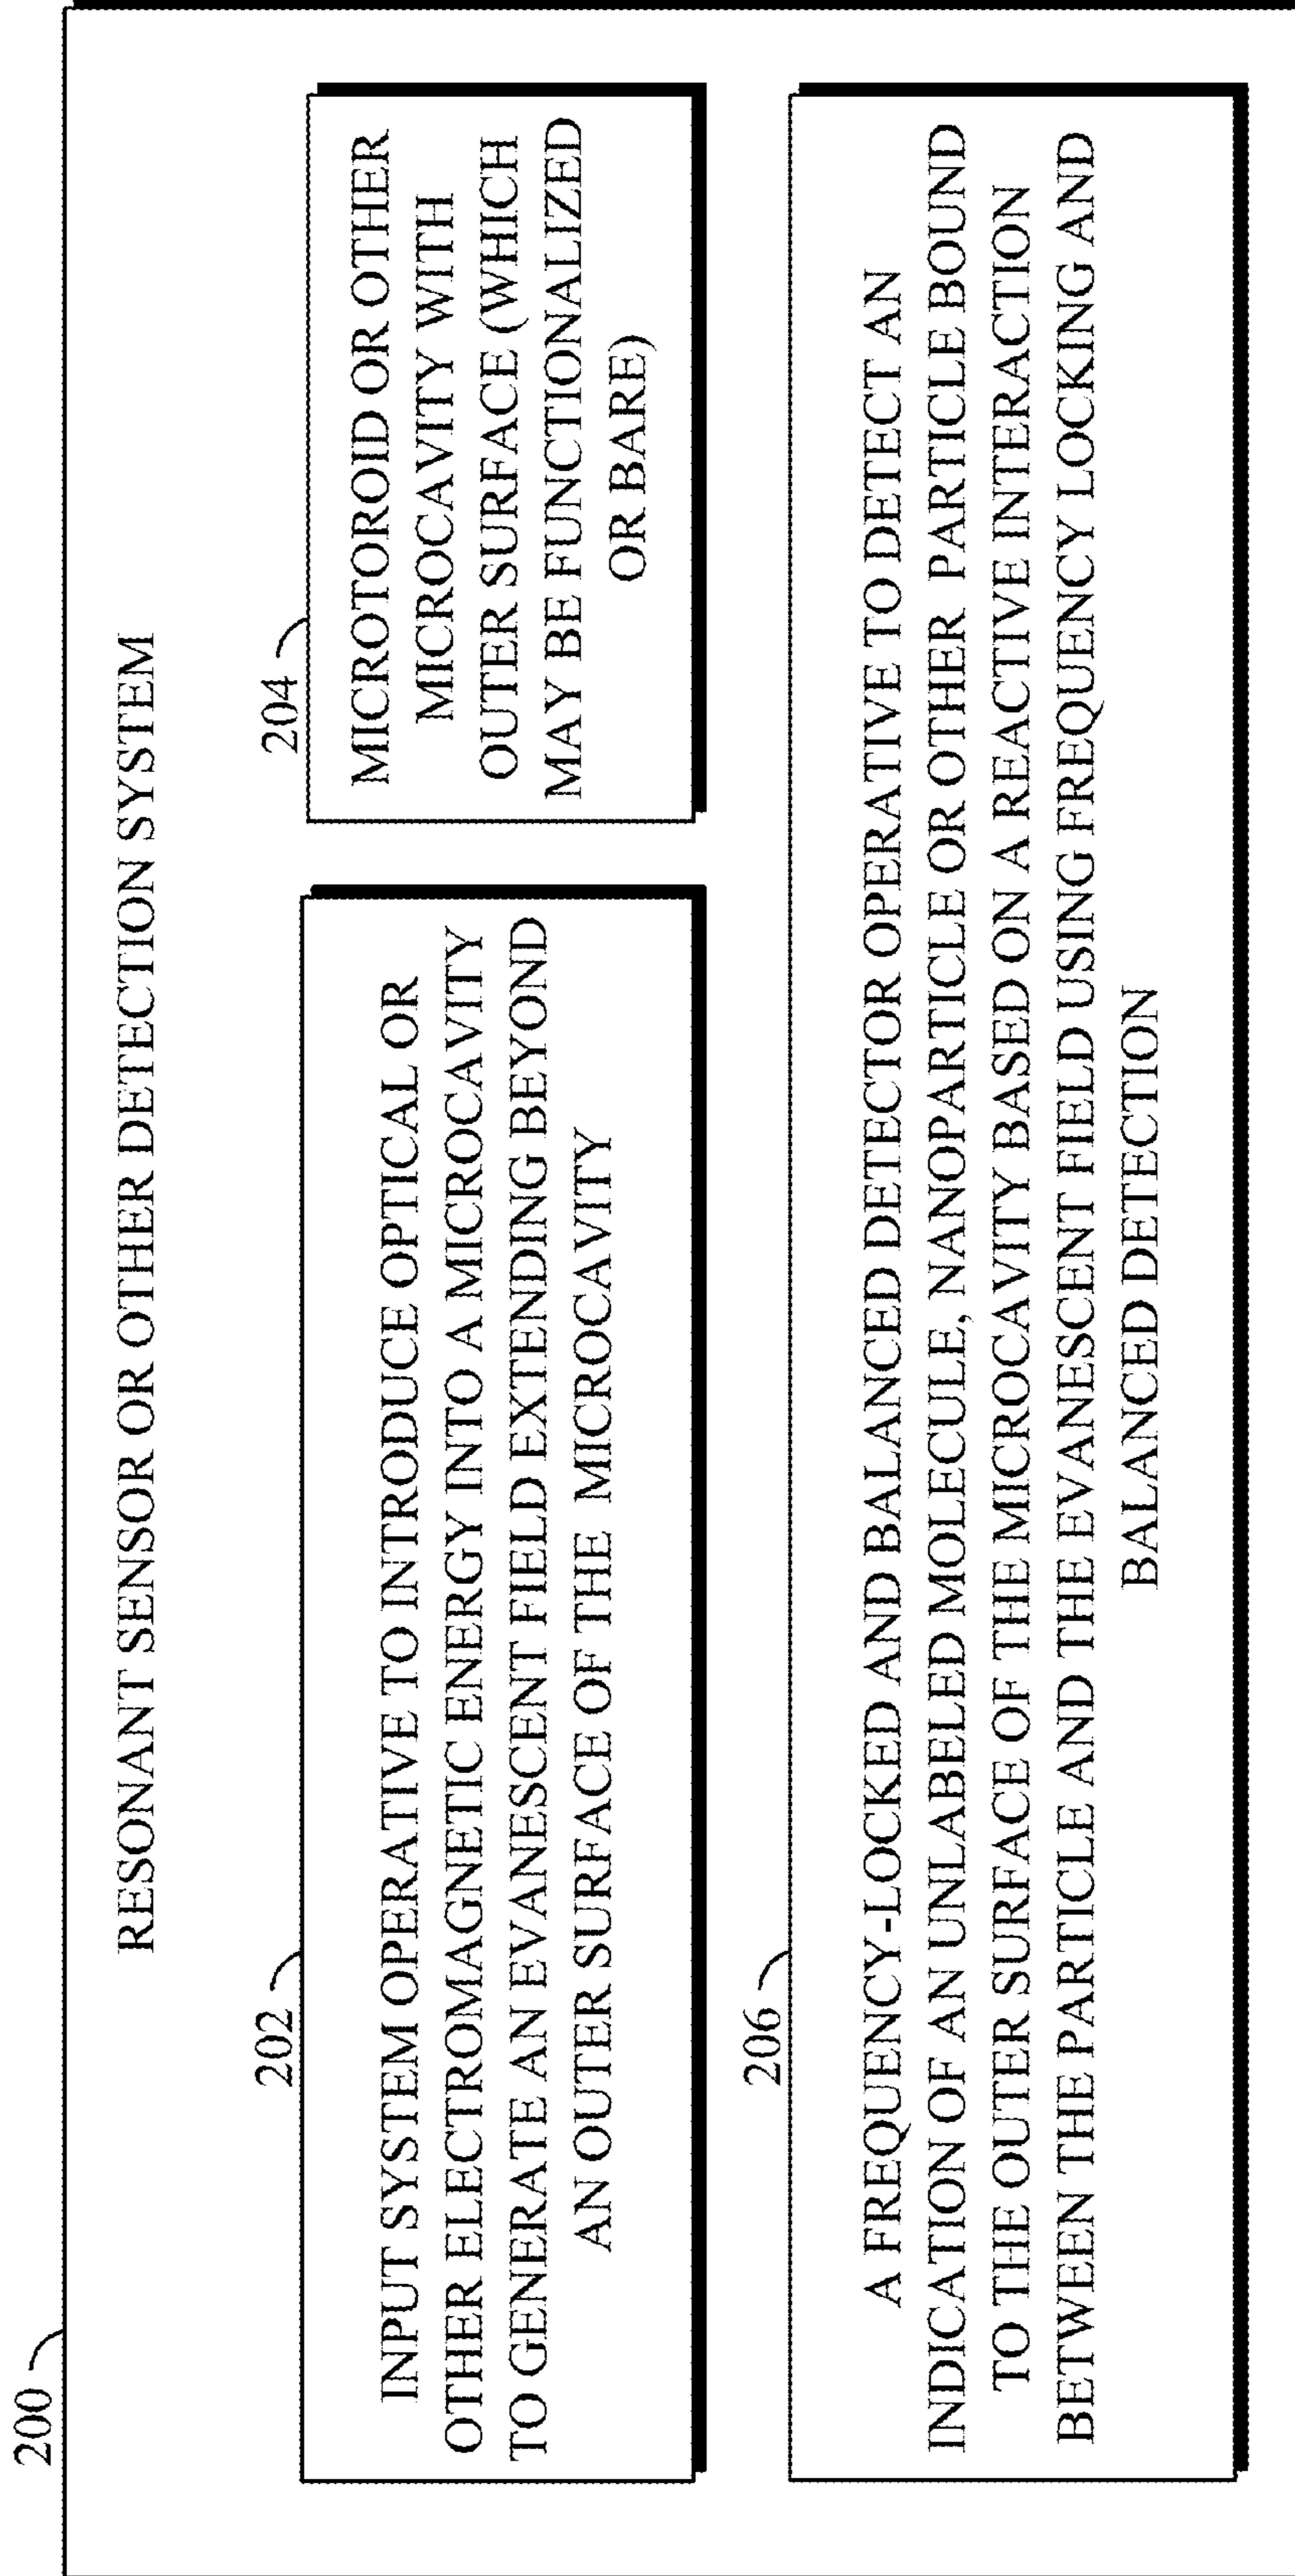 200
RESONANT SENSOR OR OTHER DETECTION SYSTEM
202
INPUT SYSTEM OPERATIVE TO INTRODUCE OPTICAL OR
OTHER ELECTROMAGNETIC ENERGY INTO A MICROCAVITY
TO GENERATE AN EVANESCENT FIELD EXTENDING BEYOND
AN OUTER SURFACE OF THE MICROCAVITY
204
MICROTOROID OR OTHER
MICROCAVITY WITH
OUTER SURFACE (WHICH
MAY BE FUNCTIONALIZED
OR BARE)
206
A FREQUENCY-LOCKED AND BALANCED DETECTOR OPERATIVE TO DETECT AN
INDICATION OF AN UNLABELED MOLECULE, NANOPARTICLE OR OTHER PARTICLE BOUND
TO THE OUTER SURFACE OF THE MICROCAVITY BASED ON A REACTIVE INTERACTION
BETWEEN THE PARTICLE AND THE EVANESCENT FIELD USING FREQUENCY LOCKING AND
BALANCED DETECTION